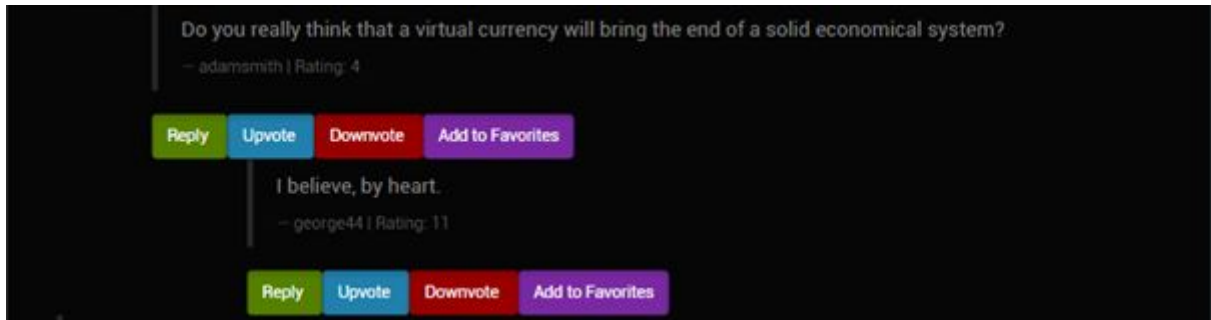 Do you really think that a virtual currency will bring the end of a solid economical system?
— adamsmith | Rating: 4
Reply Upvote Downvote Add to Favorites
I believe, by heart.
— george44 | Rating: 11
Reply Upvote Downvote Add to Favorites